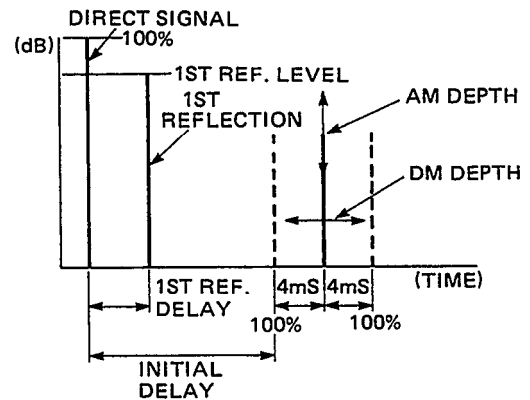 DIRECT SIGNAL
(dB)
100%
1ST REF. LEVEL
1ST
REFLECTION
AM DEPTH
DM DEPTH
(TIME)
1ST REF.
DELAY
4mS
4mS
100%
100%
INITIAL
DELAY